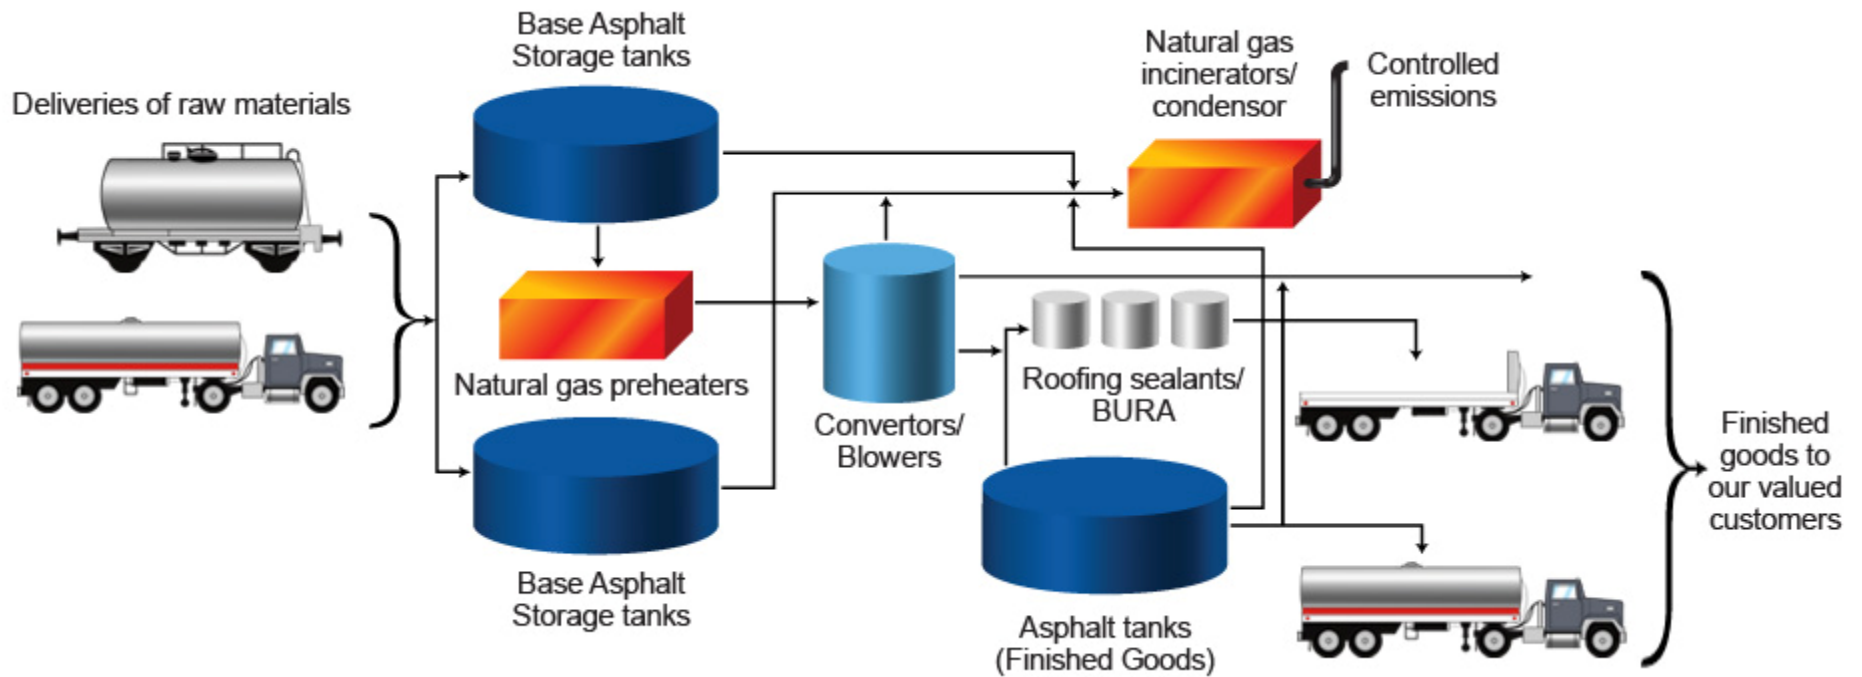 Deliveries of raw materials
Base Asphalt
Storage tanks
Natural gas preheaters
Base Asphalt
Storage tanks
Convertors/
Blowers
Natural gas
incinerators/
condensor
Controlled
emissions
Roofing sealants/
BURA
Asphalt tanks
(Finished Goods)
Finished
goods to
our valued
customers